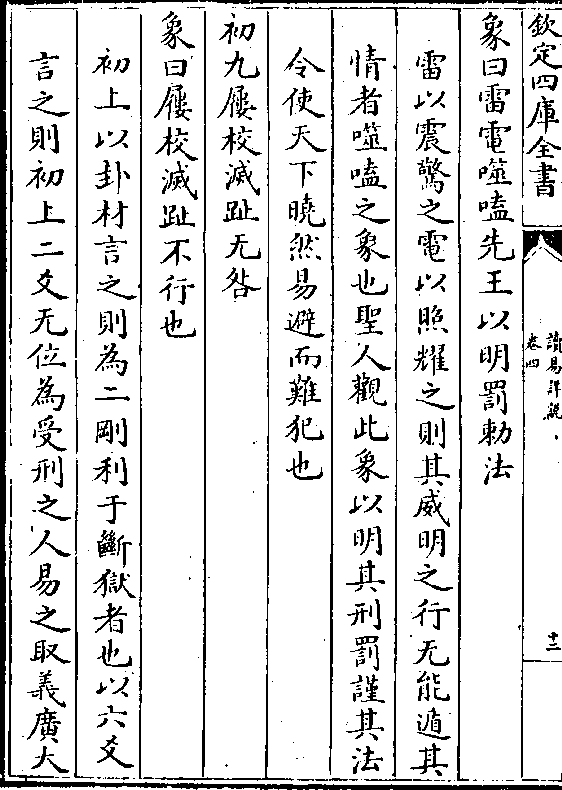 欽定四庫全書
讀易詳說
卷四
十二
象曰雷電噬嗑先王以明罰勅法
雷以震驚之電以照耀之則其威明之行无能遁其
情者噬嗑之象也聖人觀此象以明其刑罰謹其法
令使天下曉然易避而難犯也
初九屨校滅趾无咎
象曰屨校滅趾不行也
初上以卦材言之則為二剛利于斷獄者也以六爻
言之則初上二爻无位為受刑之人易之取義廣大